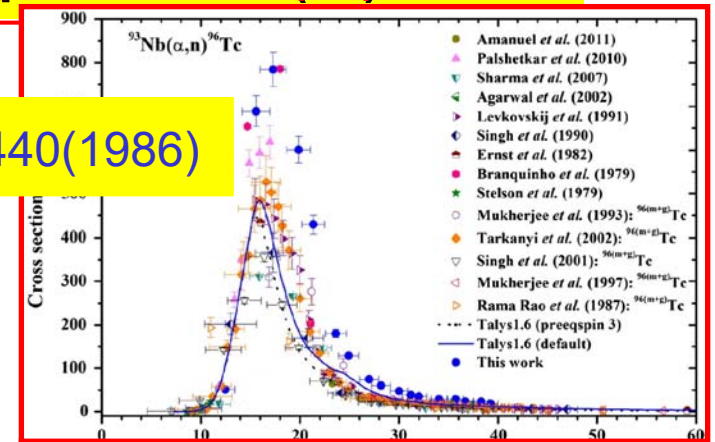 ⁹³Nb(α,n)⁹⁶Tc
440(1986)
Cross section
900
800
700
500
400
300
200
100
0
0
10
20
30
40
50
60
Amanuel et al. (2011)
Palshetkar et al. (2010)
Sharma et al. (2007)
Agarwal et al. (2002)
Levkovskij et al. (1991)
Singh et al. (1990)
Ernst et al. (1982)
Branquinho et al. (1979)
Stelson et al. (1979)
Mukherjee et al. (1993): ⁹⁶⁽ᵐ⁺ᵍ⁾Tc
Tarkanyi et al. (2002): ⁹⁶⁽ᵐ⁺ᵍ⁾Tc
Singh et al. (2001): ⁹⁶⁽ᵐ⁺ᵍ⁾Tc
Mukherjee et al. (1997): ⁹⁶⁽ᵐ⁺ᵍ⁾Tc
Rama Rao et al. (1987): ⁹⁶⁽ᵐ⁺ᵍ⁾Tc
Talys1.6 (preeqspin 3)
Talys1.6 (default)
This work